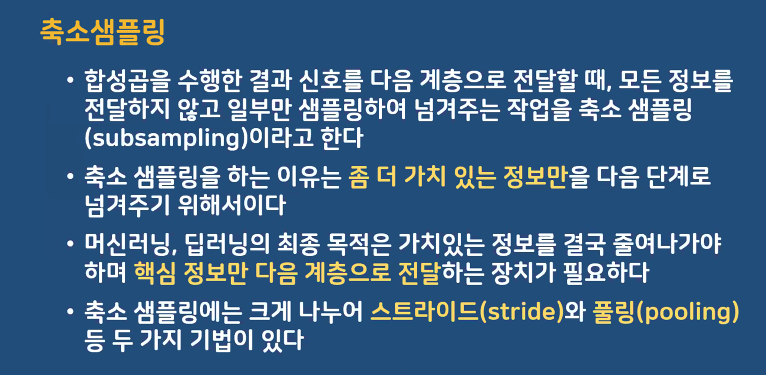 축소샘플링
• 합성곱을 수행한 결과 신호를 다음 계층으로 전달할 때, 모든 정보를
전달하지 않고 일부만 샘플링하여 넘겨주는 작업을 축소 샘플링
(subsampling)이라고 한다
• 축소 샘플링을 하는 이유는 좀 더 가치 있는 정보만을 다음 단계로
넘겨주기 위해서이다
• 머신러닝, 딥러닝의 최종 목적은 가치있는 정보를 결국 줄여나가야
하며 핵심 정보만 다음 계층으로 전달하는 장치가 필요하다
• 축소 샘플링에는 크게 나누어 스트라이드(stride)와 풀링(pooling)
등 두 가지 기법이 있다